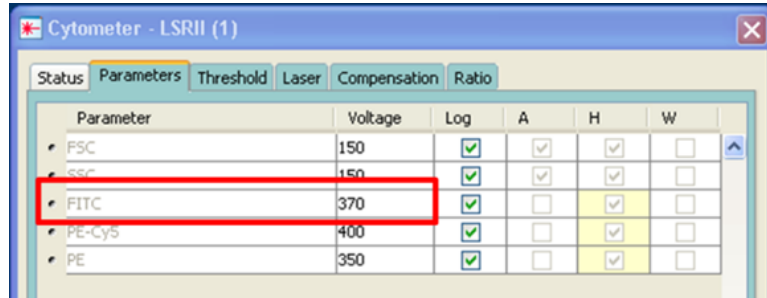 Cytometer - LSRII (1)
Status Parameters Threshold Laser Compensation Ratio
Parameter Voltage Log A H W
FSC 150
SSC 150
FITC 370
PE-Cy5 400
PE 350